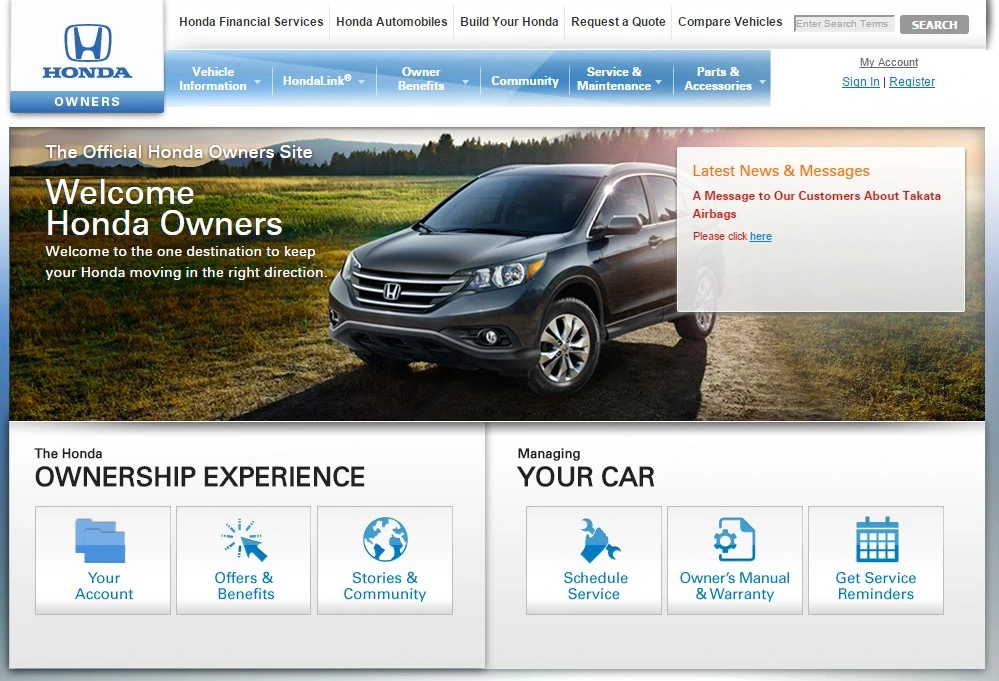 Honda Financial Services
Honda Automobiles
Build Your Honda
Request a Quote
Compare Vehicles
Enter Search Terms
SEARCH
HONDA
OWNERS
Vehicle
Information
HondaLink®
Owner
Benefits
Community
Service &
Maintenance
Parts &
Accessories
My Account
Sign In | Register
The Official Honda Owners Site
Welcome
Honda Owners
Welcome to the one destination to keep
your Honda moving in the right direction.
Latest News & Messages
A Message to Our Customers About Takata
Airbags
Please click here
The Honda
OWNERSHIP EXPERIENCE
Your
Account
Offers &
Benefits
Stories &
Community
Managing
YOUR CAR
Schedule
Service
Owner's Manual
& Warranty
Get Service
Reminders